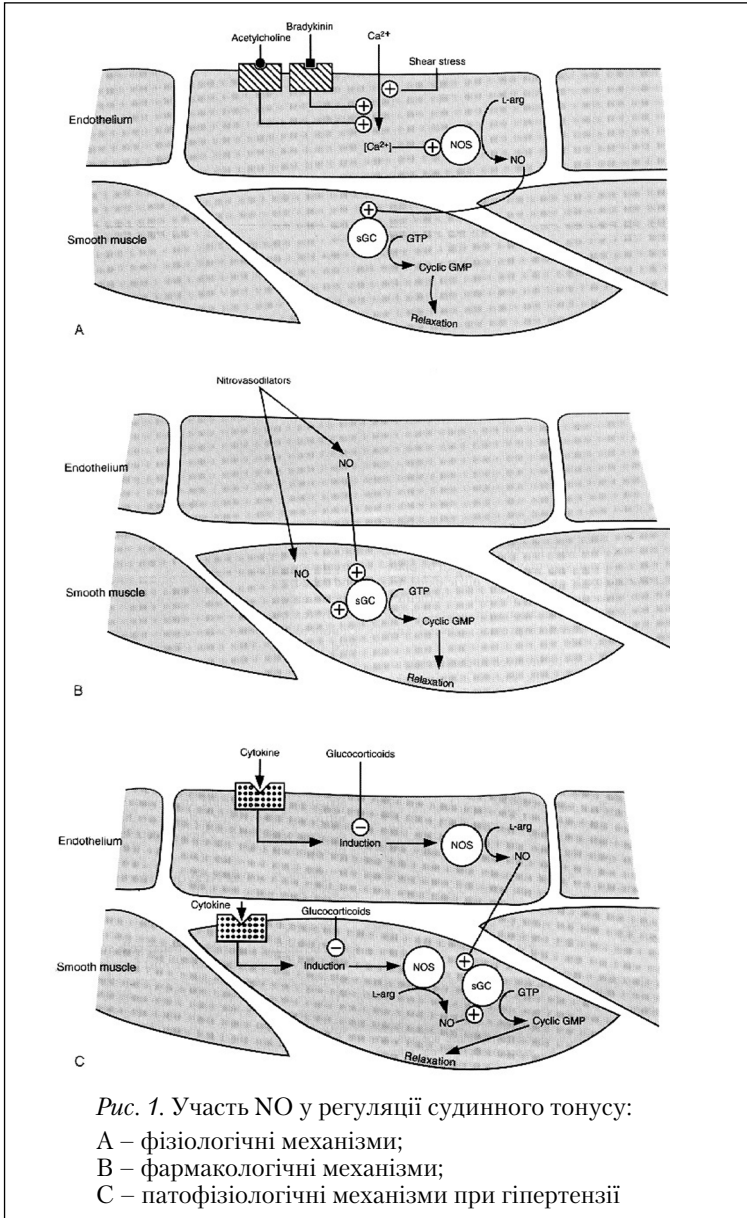 Bradykinin
Acetylcholine
Ca2+
Shear stress
L-arg
Endothelium
[Ca2+]
NOS
NO
sGC
GTP
Smooth muscle
Cyclic GMP
Relaxation
A
Nitrovasodilators
NO
Endothelium
NO
Smooth muscle
sGC
GTP
Cyclic GMP
Relaxation
B
Cytokine
Glucocorticoids
L-arg
Endothelium
Induction
NOS
NO
Cytokine
Glucocorticoids
Smooth muscle
Induction
NOS
sGC
L-arg
GTP
NO
Cyclic GMP
Relaxation
C
Рис. 1. Участь NO у регуляції судинного тонусу:
A – фізіологічні механізми;
B – фармакологічні механізми;
C – патофізіологічні механізми при гіпертензії